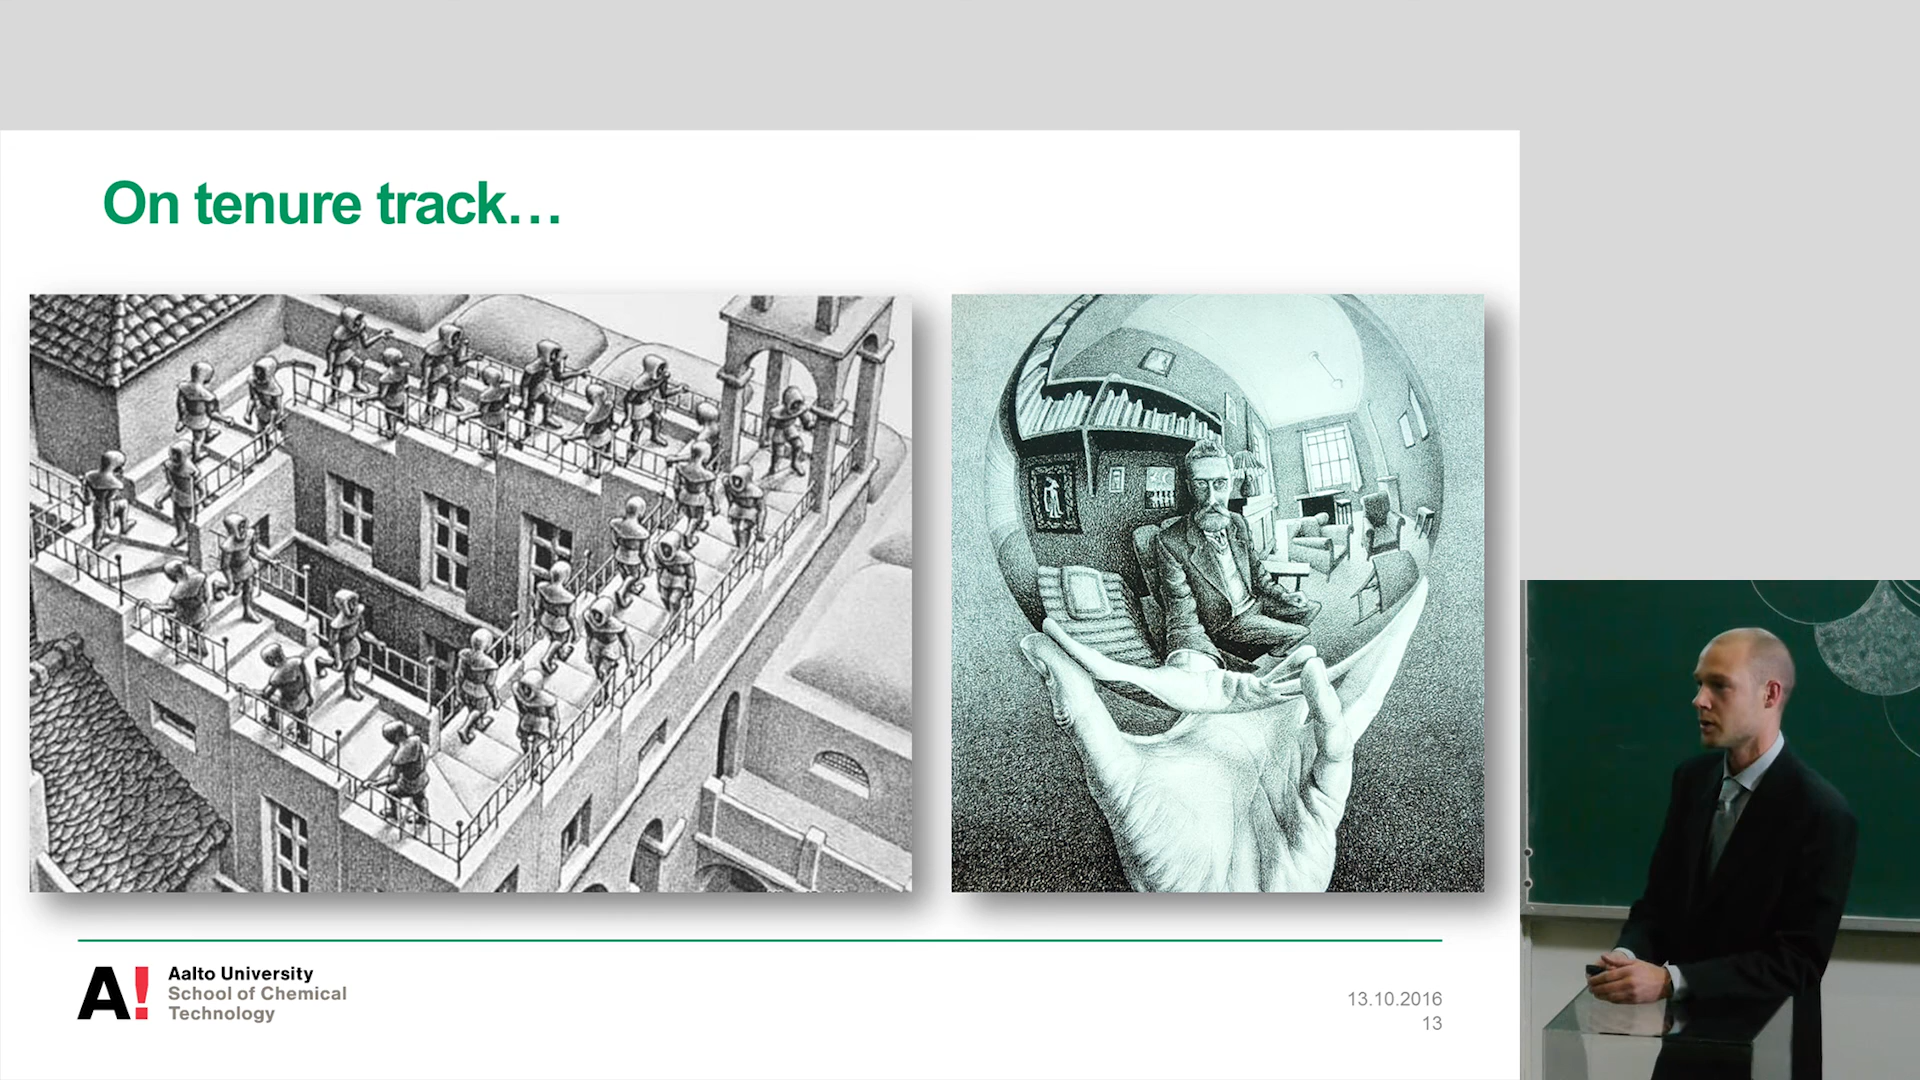 On tenure track…
A!
Aalto University
School of Chemical
Technology
13.10.2016
13